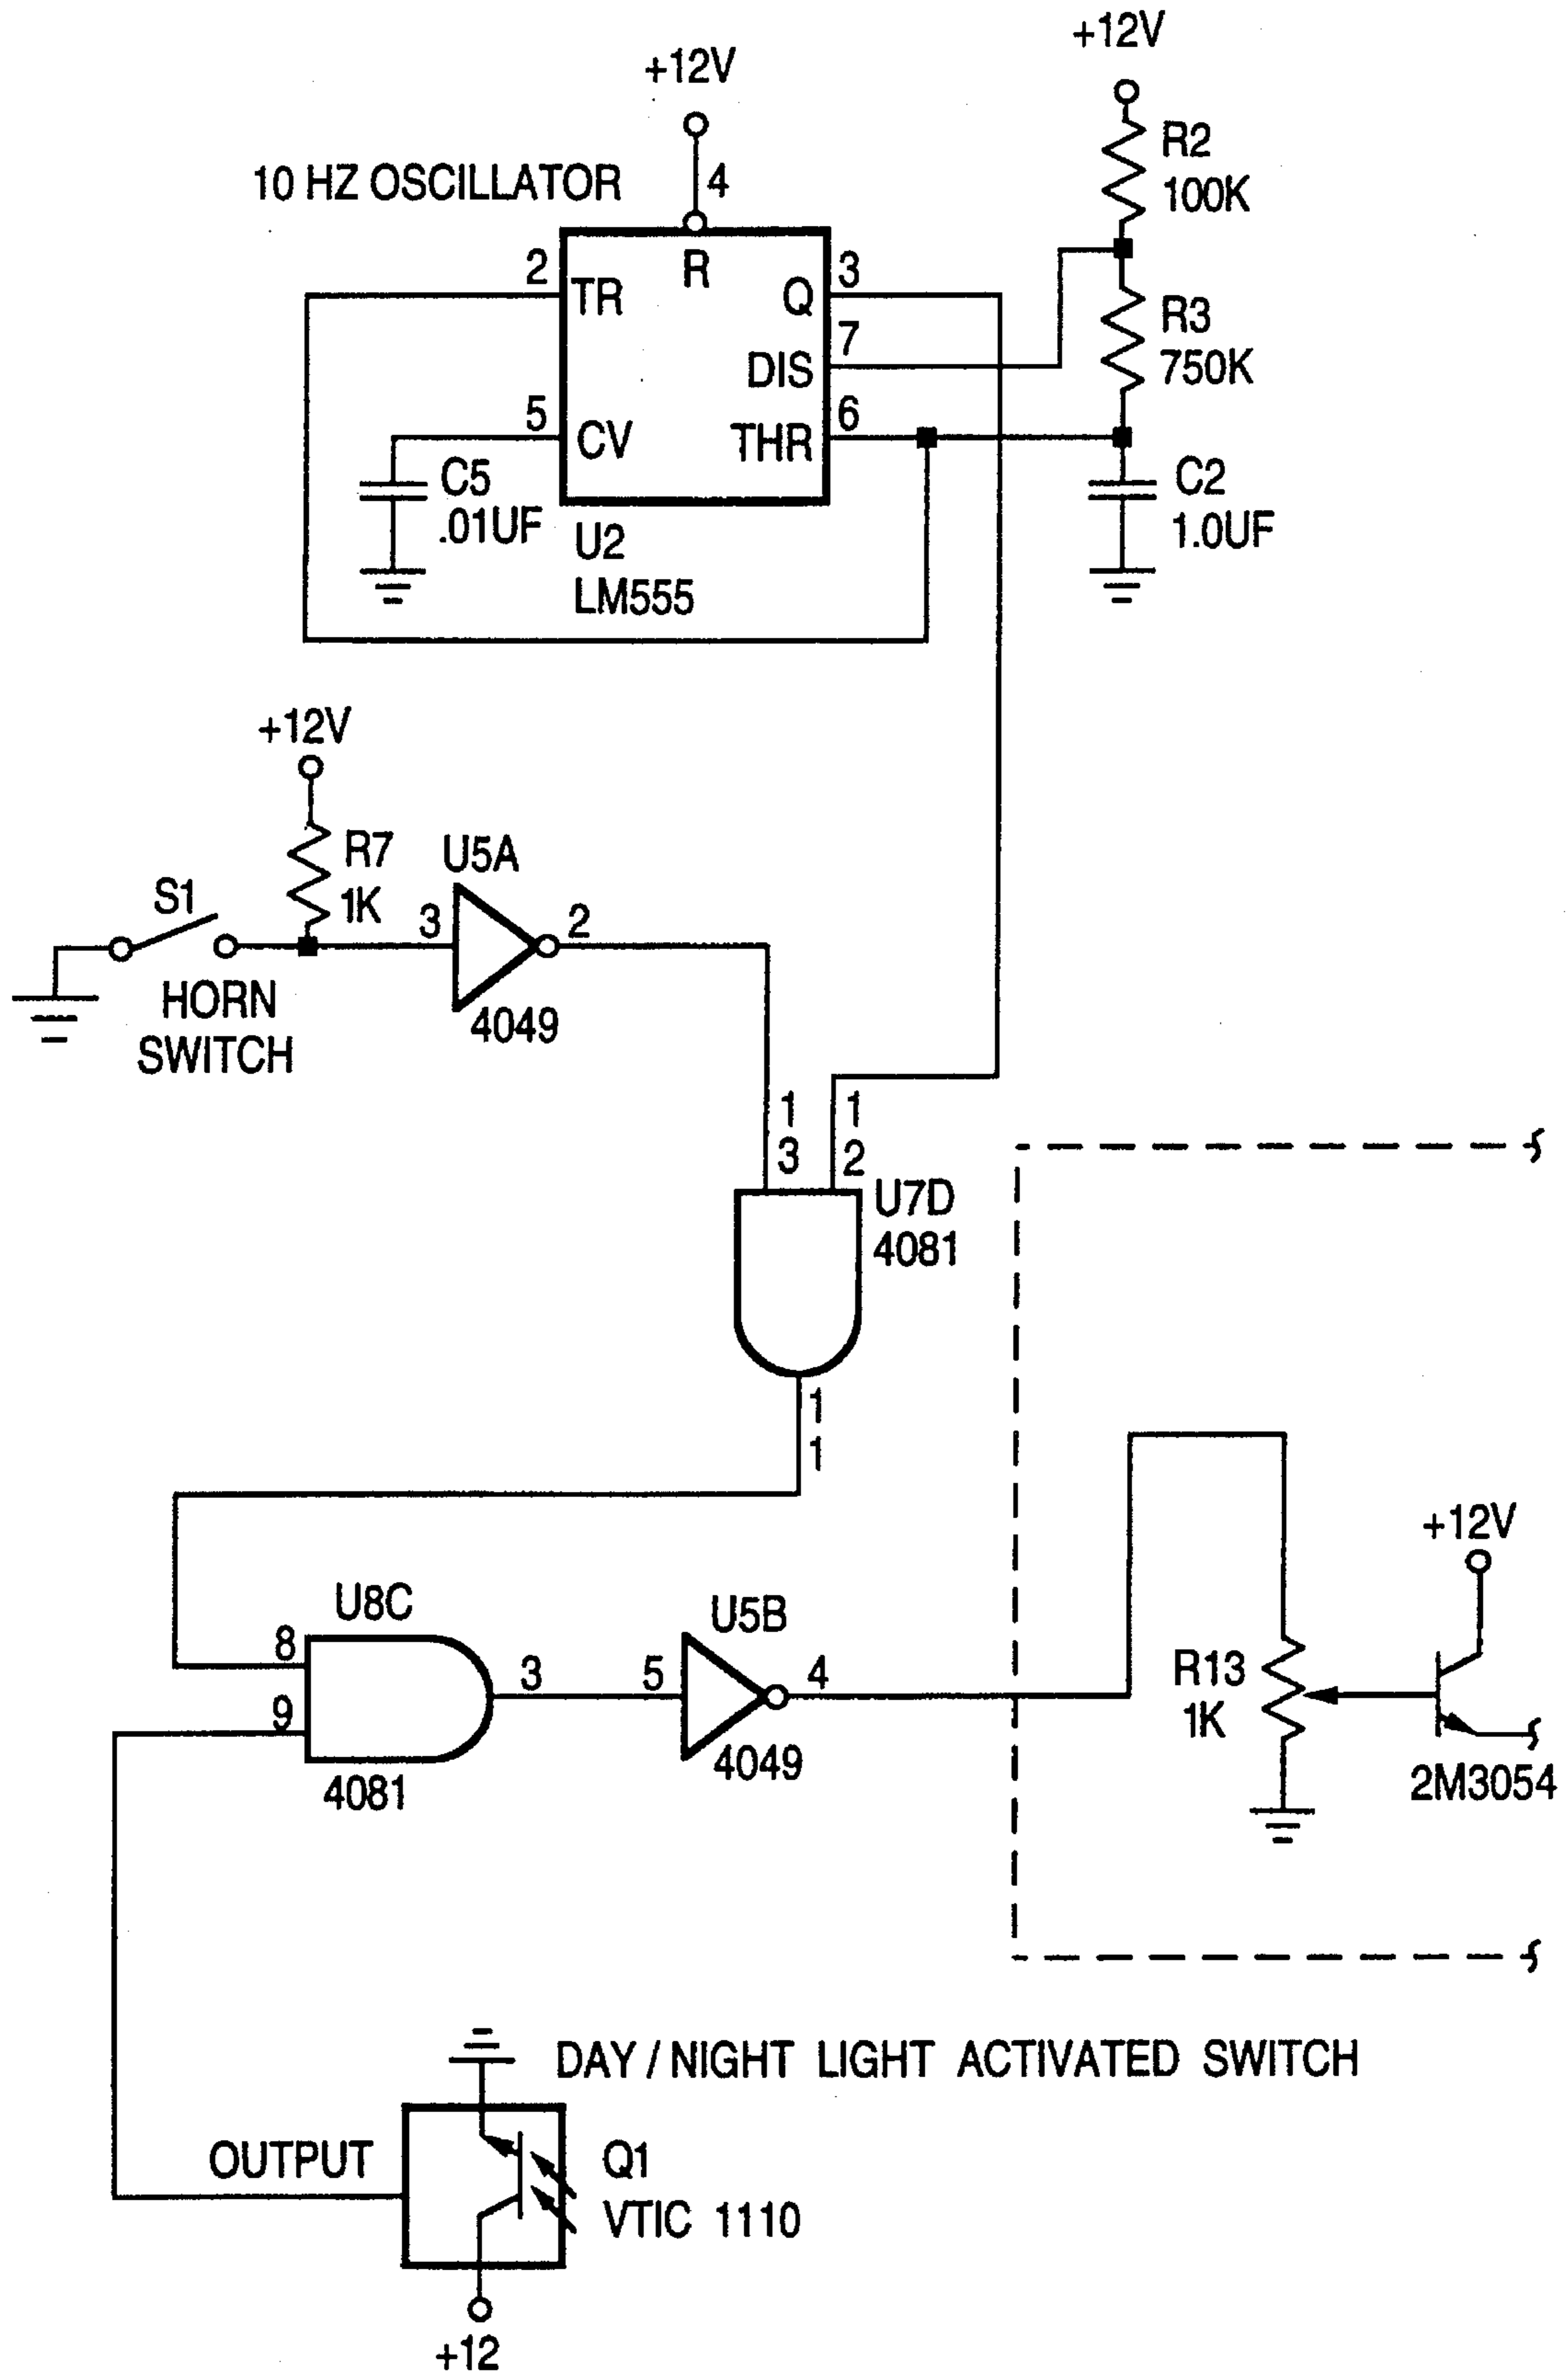 +12V
+12V
10 HZ OSCILLATOR
4
R2
100K
2
TR
R
Q
3
7
DIS
R3
750K
5
CV
THR
6
C5
.01UF
U2
LM555
C2
1.0UF
+12V
R7
1K
U5A
S1
3
2
HORN
SWITCH
4049
1
3
1
2
U7D
4081
1
1
+12V
U8C
8
9
3
4081
U5B
5
4
4049
R13
1K
2M3054
DAY / NIGHT LIGHT ACTIVATED SWITCH
OUTPUT
Q1
VTIC 1110
+12